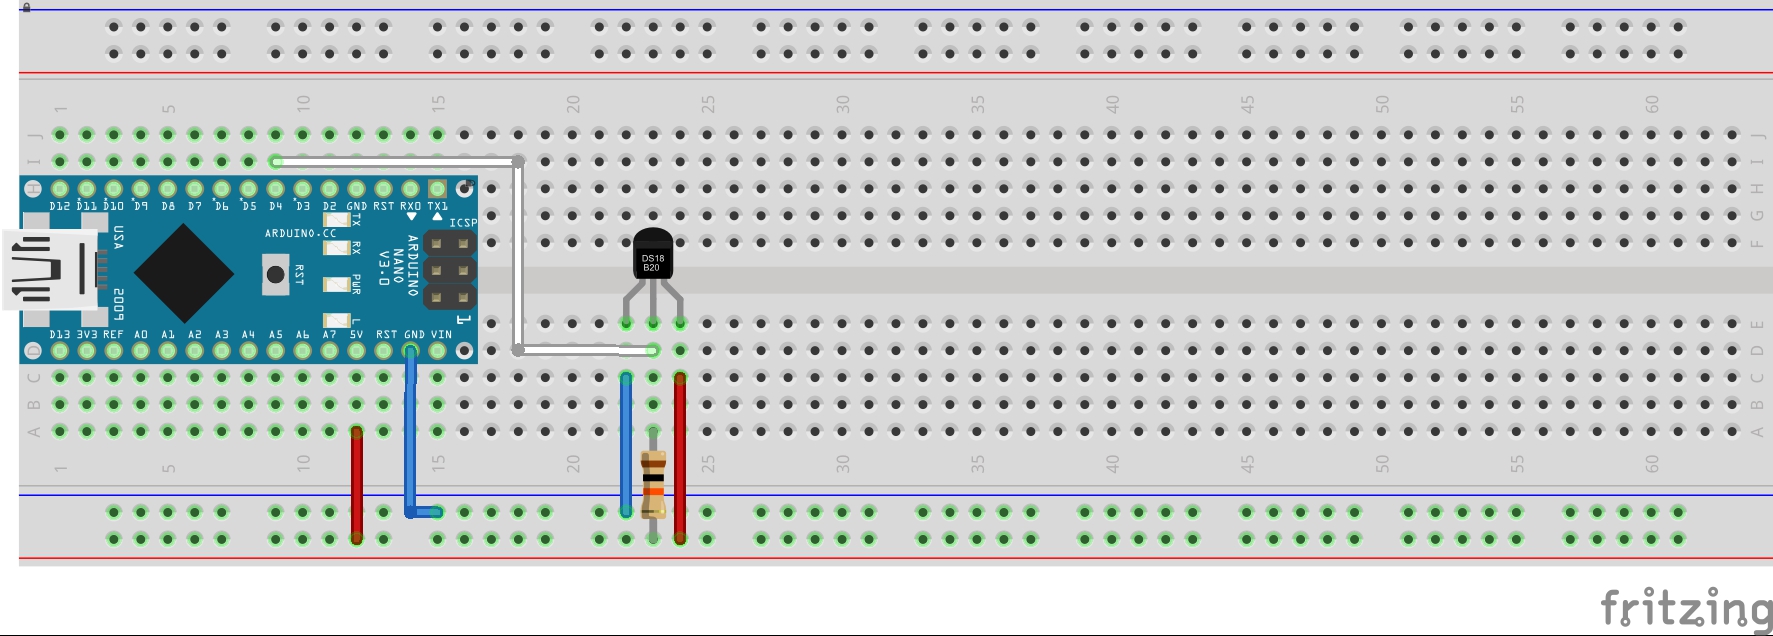 1 5 10 15 20 25 30 35 40 45 50 55 60
J J
I I
H H
D12 D11 D10 D9 D8 D7 D6 D5 D4 D3 D2 GND RST RX0 TX1
G G
F F
ICSP
TX
RX
PWR
L
ARDUINO.CC
USA
2009
RST
ARDUINO
NANO
V3.0
1
DS18
B20
D13 3V3 REF A0 A1 A2 A3 A4 A5 A6 A7 5V RST GND VIN
E
D D
C C
B B
A A
1 5 10 15 20 25 30 35 40 45 50 55 60
fritzing